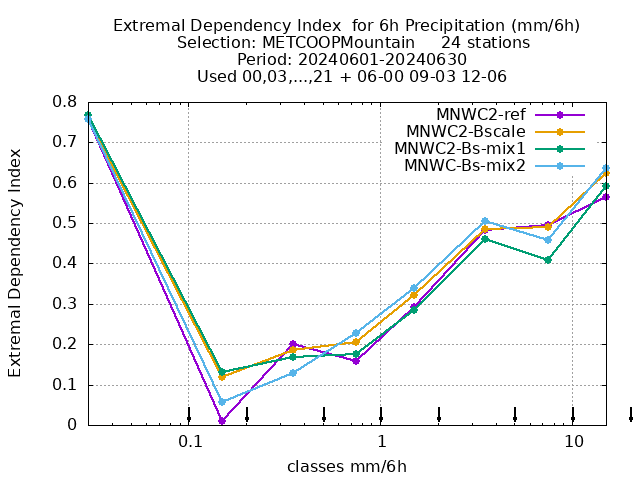 Extremal Dependency Index  for 6h Precipitation (mm/6h)
Selection: METCOOPMountain     24 stations
Period: 20240601-20240630
Used 00,03,...,21 + 06-00 09-03 12-06
MNWC2-ref
MNWC2-Bscale
MNWC2-Bs-mix1
MNWC-Bs-mix2
Extremal Dependency Index
0.8
0.7
0.6
0.5
0.4
0.3
0.2
0.1
0
0.1
1
10
classes mm/6h